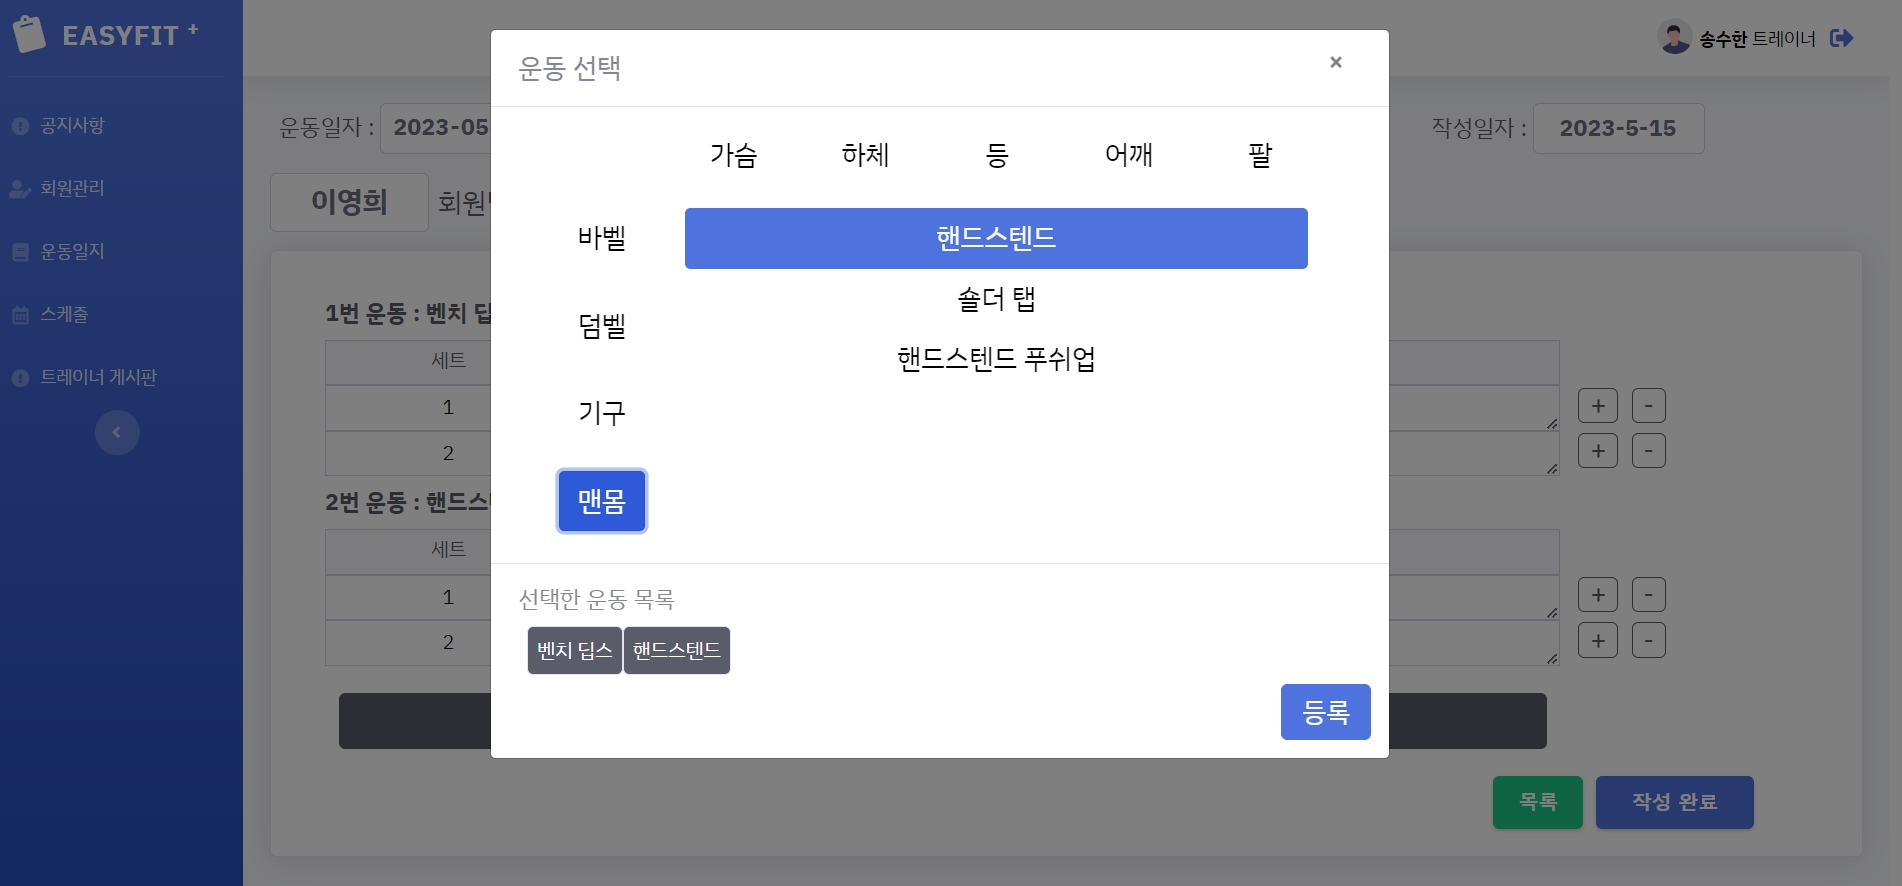 EASYFIT +
공지사항
회원관리
운동일지
스케줄
트레이너 게시판
송수한 트레이너
운동일자 : 2023-05
작성일자 : 2023-5-15
이영희 회원
1번 운동 : 벤치 딥
세트
1
+ -
2
+ -
2번 운동 : 핸드스
세트
1
+ -
2
+ -
목록
작성 완료
운동 선택
×
가슴 하체 등 어깨 팔
바벨
덤벨
기구
맨몸
핸드스텐드
숄더 탭
핸드스텐드 푸쉬업
선택한 운동 목록
벤치 딥스 핸드스텐드
등록